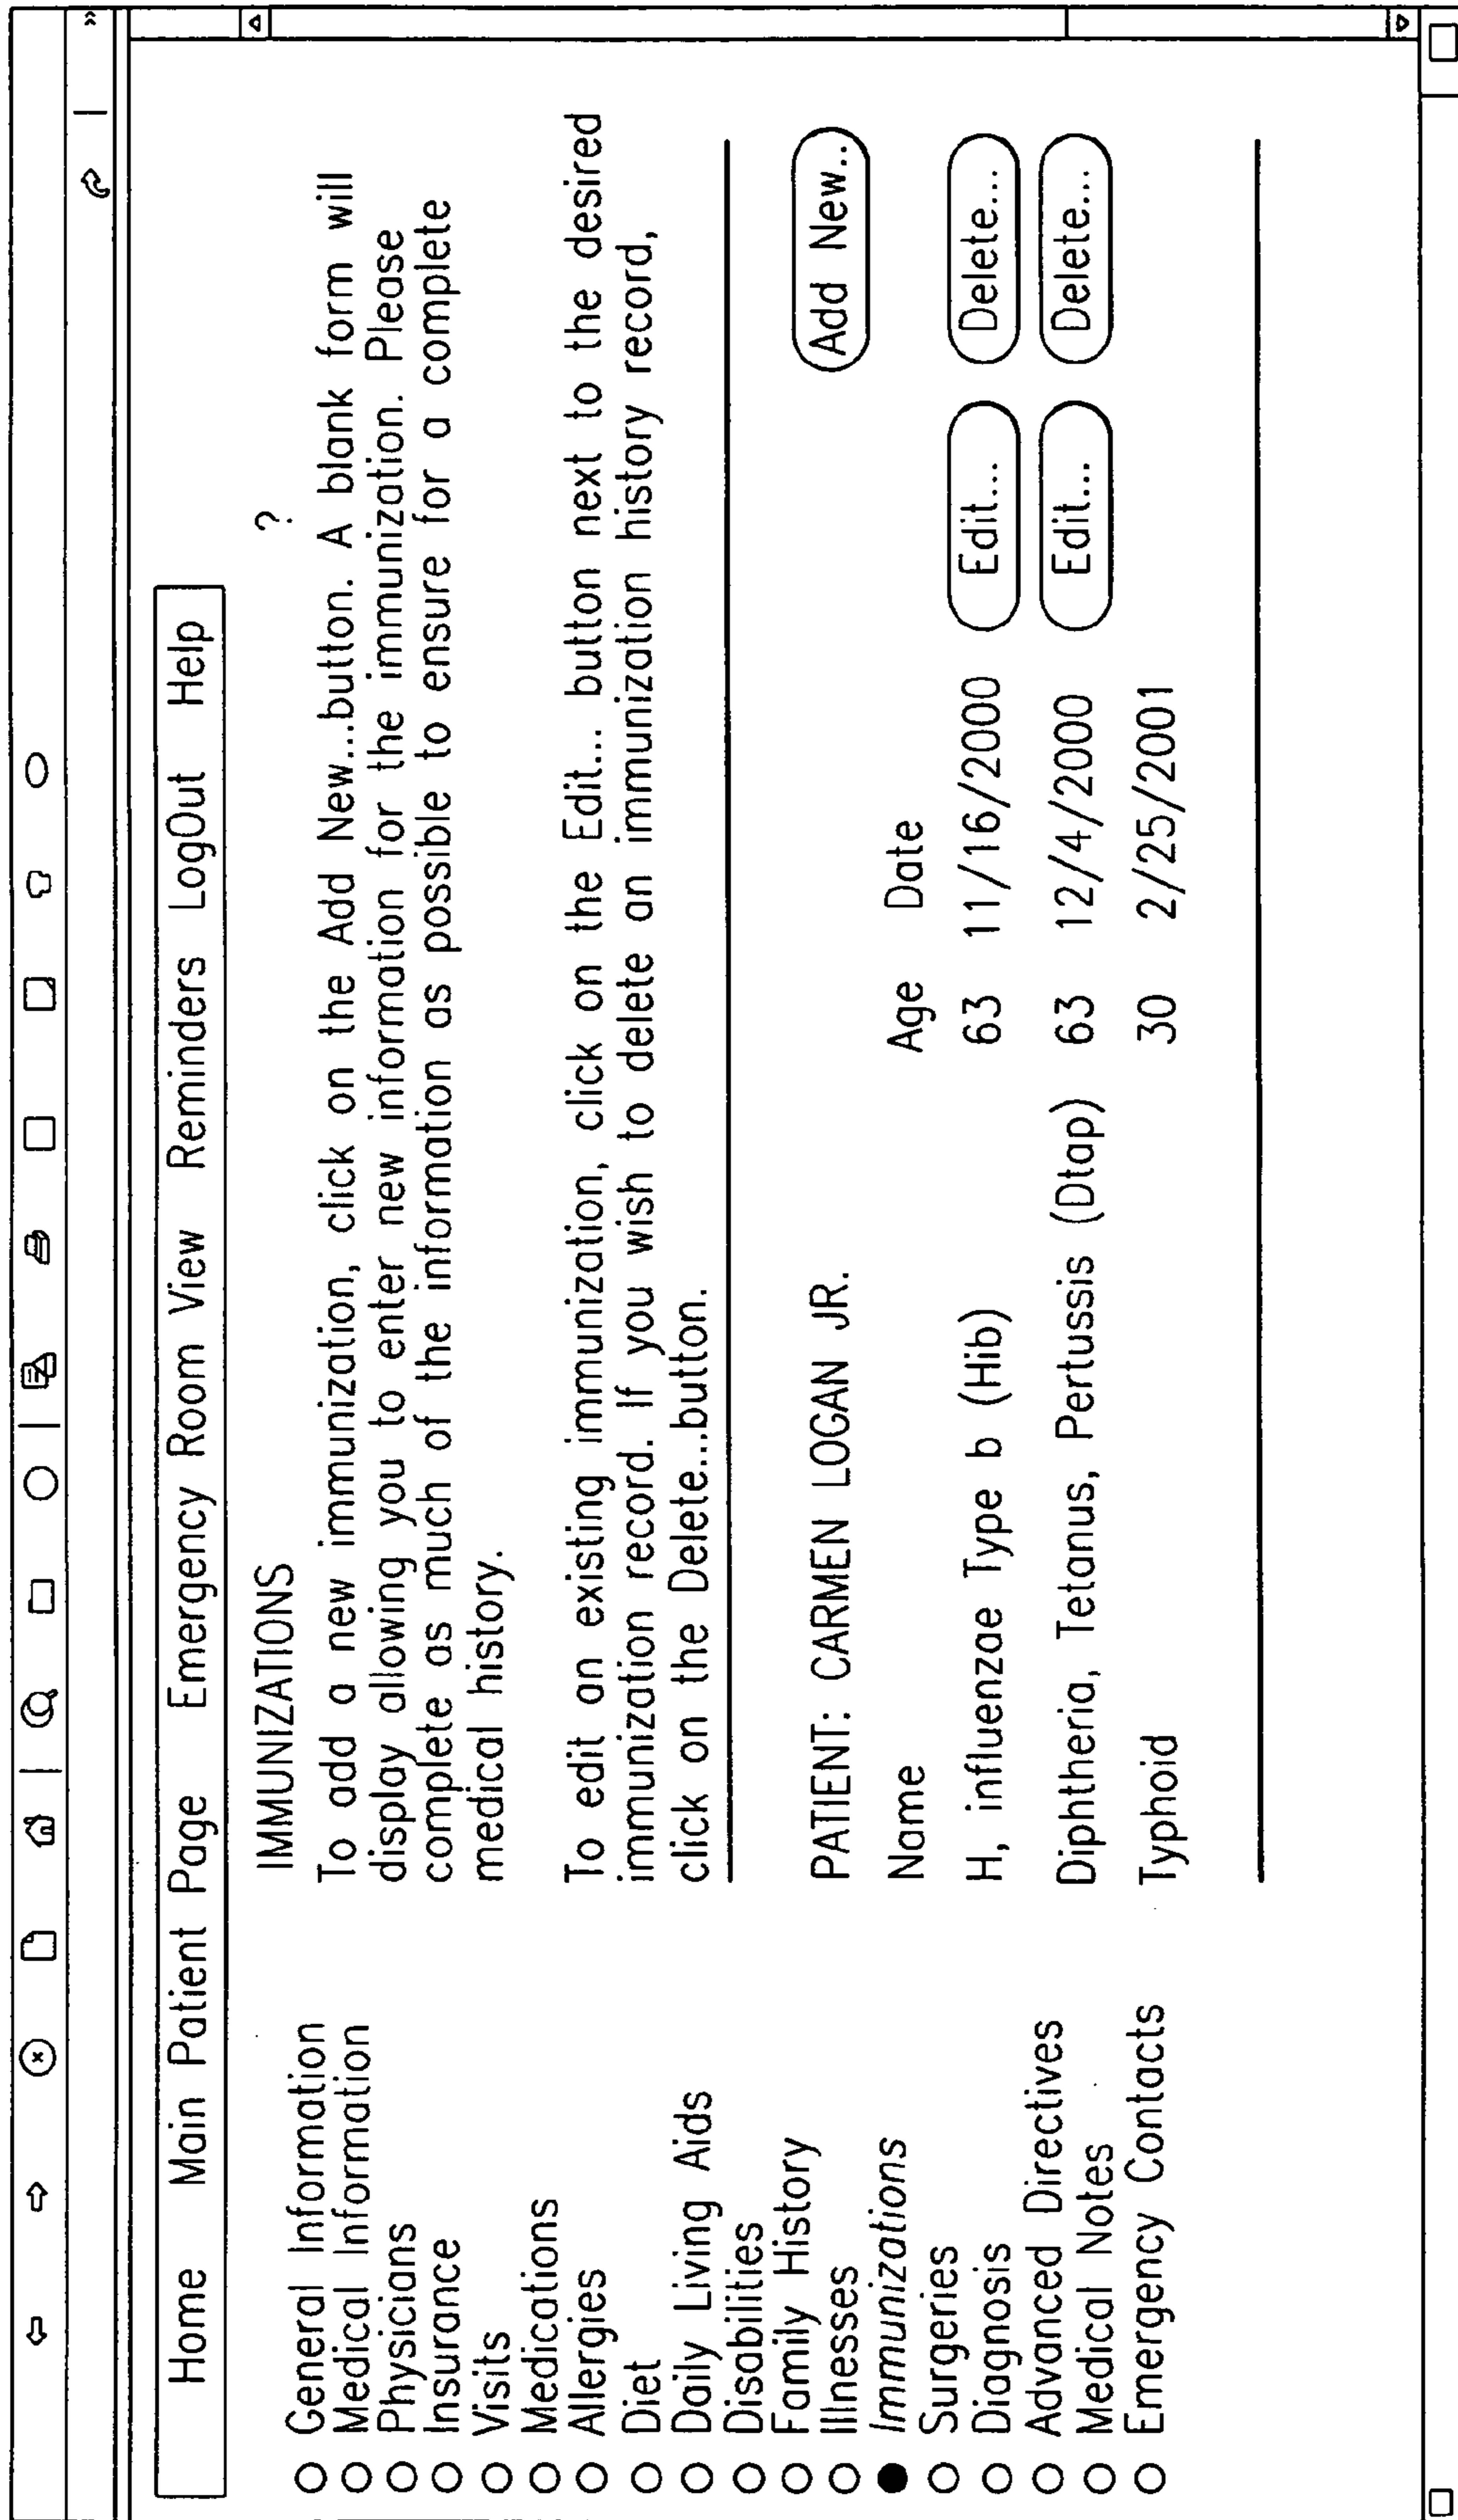 Home Main Patient Page Emergency Room View Reminders LogOut Help
General Information
Medical Information
Physicians
Insurance
Visits
Medications
Allergies
Diet
Daily Living Aids
Disabilities
Family History
Illnesses
Immunizations
Surgeries
Diagnosis
Advanced Directives
Medical Notes
Emergency Contacts
IMMUNIZATIONS ?
To add a new immunization, click on the Add New...button. A blank form will
display allowing you to enter new information for the immunization. Please
complete as much of the information as possible to ensure for a complete
medical history.
To edit an existing immunization, click on the Edit... button next to the desired
immunization record. If you wish to delete an immunization history record,
click on the Delete...button.
PATIENT: CARMEN LOGAN JR. Add New..
Name Age Date
H, influenzae Type b (Hib) 63 11/16/2000 Edit... Delete...
Diphtheria, Tetanus, Pertussis (Dtap) 63 12/4/2000 Edit... Delete...
Typhoid 30 2/25/2001